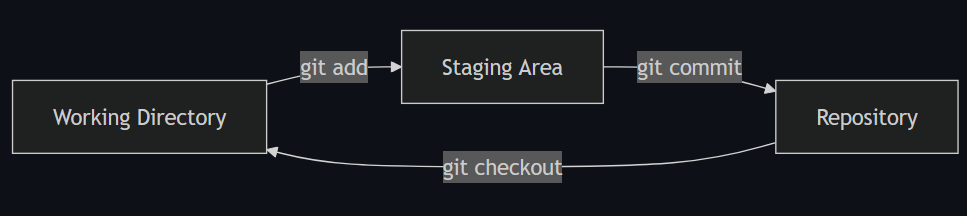 git add
Staging Area
git commit
Working Directory
Repository
git checkout